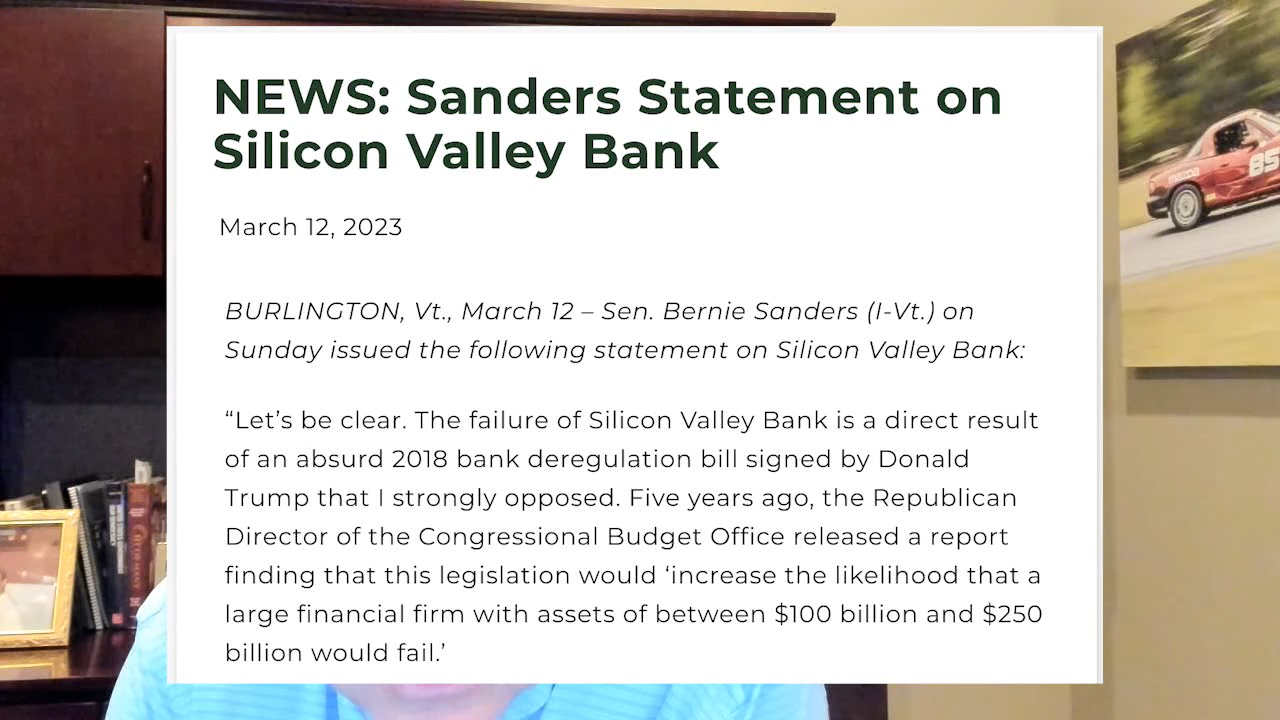 NEWS: Sanders Statement on
Silicon Valley Bank
March 12, 2023
BURLINGTON, Vt., March 12 – Sen. Bernie Sanders (I-Vt.) on
Sunday issued the following statement on Silicon Valley Bank:
“Let’s be clear. The failure of Silicon Valley Bank is a direct result
of an absurd 2018 bank deregulation bill signed by Donald
Trump that I strongly opposed. Five years ago, the Republican
Director of the Congressional Budget Office released a report
finding that this legislation would ‘increase the likelihood that a
large financial firm with assets of between $100 billion and $250
billion would fail.’
mazda
85